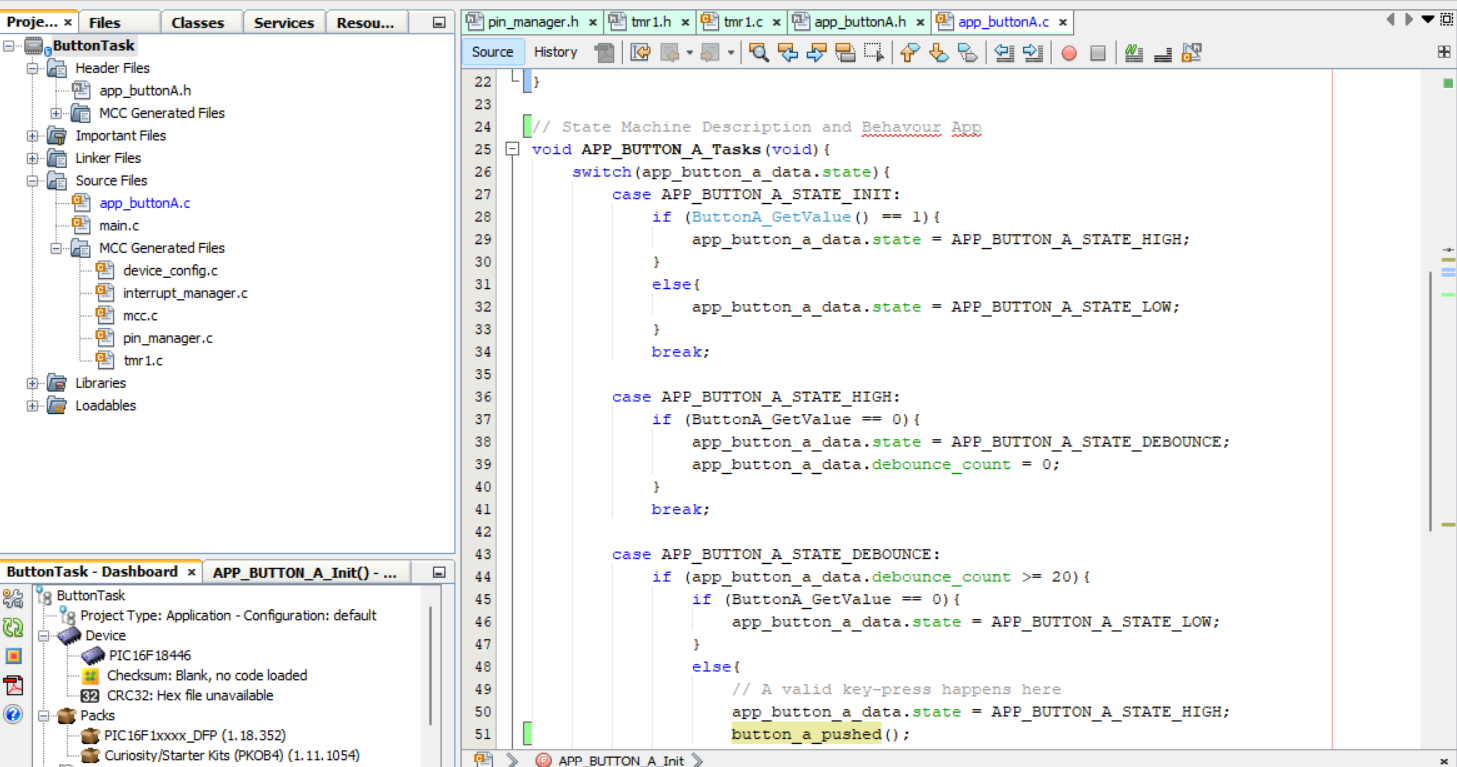 Proje... ×
Files
Classes
Services
Resou...
ButtonTask
Header Files
app_buttonA.h
MCC Generated Files
Important Files
Linker Files
Source Files
app_buttonA.c
main.c
MCC Generated Files
device_config.c
interrupt_manager.c
mcc.c
pin_manager.c
tmr1.c
Libraries
Loadables
ButtonTask - Dashboard ×
APP_BUTTON_A_Init() - ...
ButtonTask
Project Type: Application - Configuration: default
Device
PIC16F18446
Checksum: Blank, no code loaded
32 CRC32: Hex file unavailable
Packs
PIC16F1xxxx_DFP (1.18.352)
Curiosity/Starter Kits (PKOB4) (1.11.1054)
pin_manager.h × tmr1.h × tmr1.c × app_buttonA.h × app_buttonA.c ×
Source History
22 }
23
24 // State Machine Description and Behavour App
25 void APP_BUTTON_A_Tasks(void){
26 switch(app_button_a_data.state){
27 case APP_BUTTON_A_STATE_INIT:
28 if (ButtonA_GetValue() == 1){
29 app_button_a_data.state = APP_BUTTON_A_STATE_HIGH;
30 }
31 else{
32 app_button_a_data.state = APP_BUTTON_A_STATE_LOW;
33 }
34 break;
35
36 case APP_BUTTON_A_STATE_HIGH:
37 if (ButtonA_GetValue == 0){
38 app_button_a_data.state = APP_BUTTON_A_STATE_DEBOUNCE;
39 app_button_a_data.debounce_count = 0;
40 }
41 break;
42
43 case APP_BUTTON_A_STATE_DEBOUNCE:
44 if (app_button_a_data.debounce_count >= 20){
45 if (ButtonA_GetValue == 0){
46 app_button_a_data.state = APP_BUTTON_A_STATE_LOW;
47 }
48 else{
49 // A valid key-press happens here
50 app_button_a_data.state = APP_BUTTON_A_STATE_HIGH;
51 button_a_pushed();
APP_BUTTON_A_Init